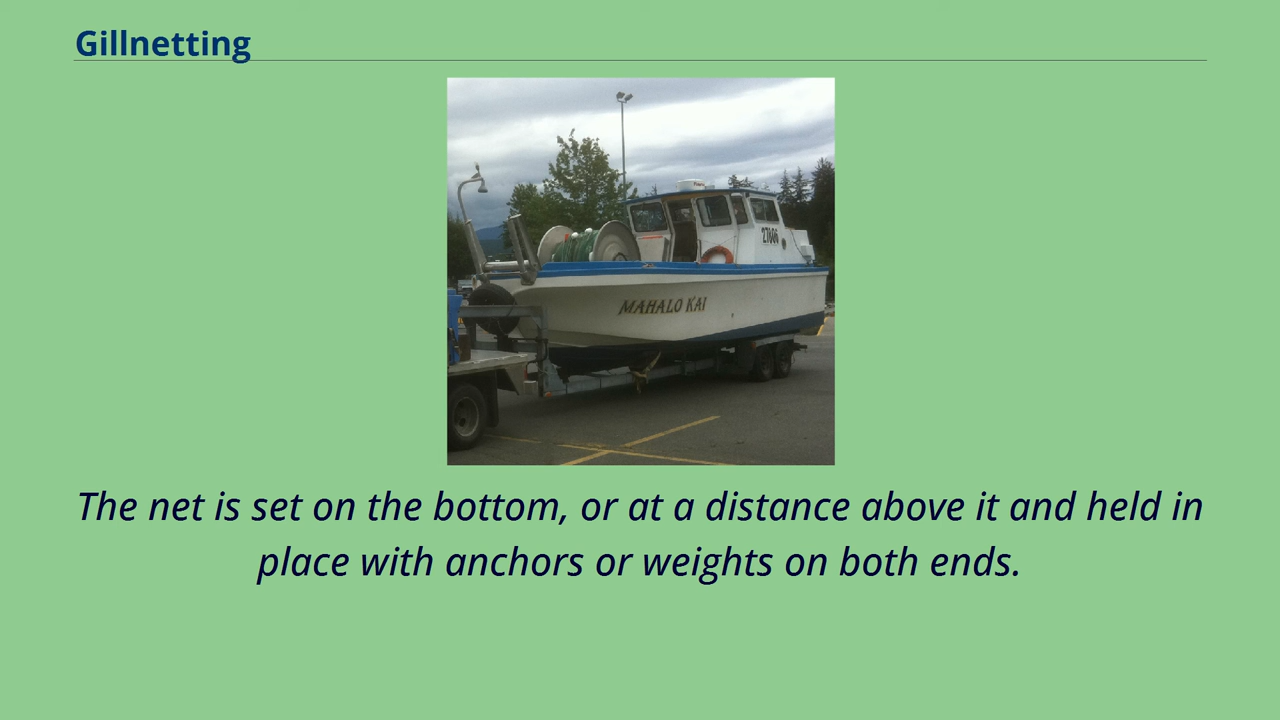 Gillnetting
27886
MAHALO KAI
The net is set on the bottom, or at a distance above it and held in
place with anchors or weights on both ends.